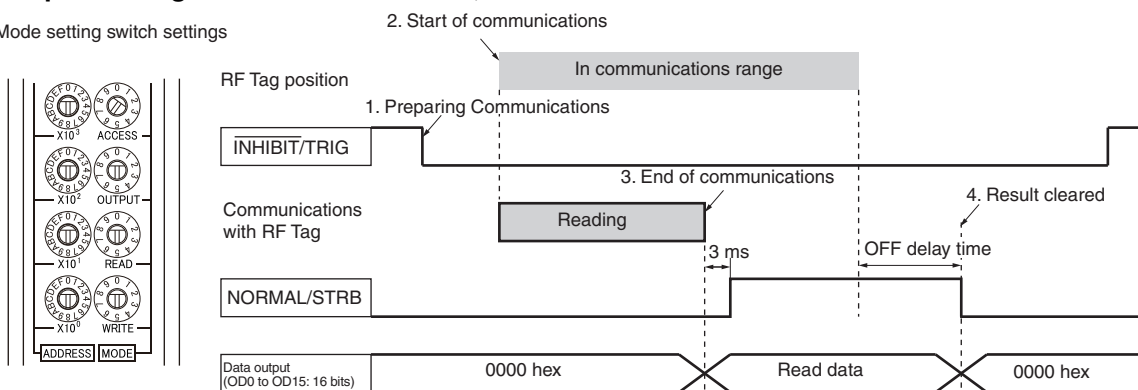 2. Start of communications
Mode setting switch settings
RF Tag position
In communications range
1. Preparing Communications
INHIBIT/TRIG
3. End of communications
4. Result cleared
Communications
with RF Tag
Reading
3 ms
OFF delay time
NORMAL/STRB
Data output
(OD0 to OD15: 16 bits)
0000 hex
Read data
0000 hex
X10³ ACCESS
X10² OUTPUT
X10¹ READ
X10⁰ WRITE
ADDRESS MODE